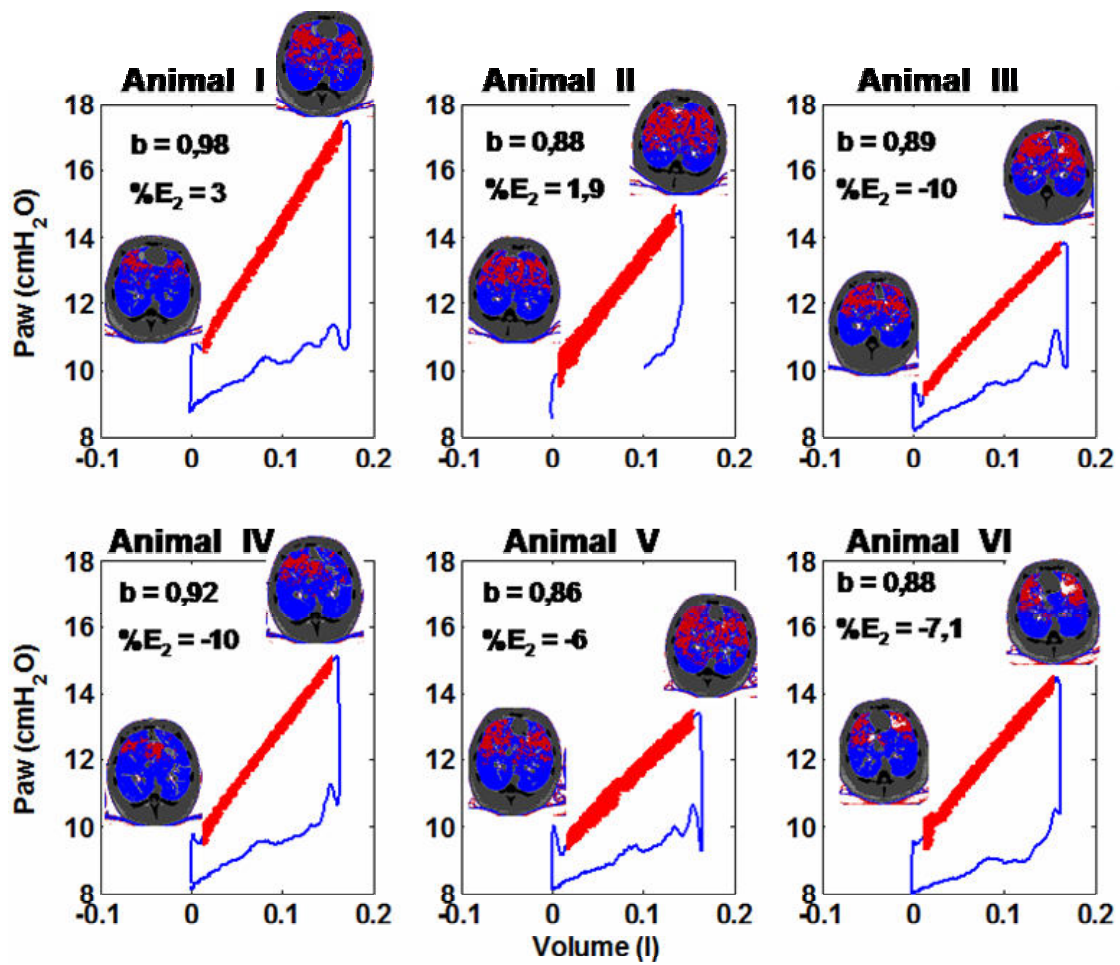 Animal I
Animal II
Animal III
18
16
14
12
10
8
-0.1
0
0.1
0.2
b = 0,98
%E2 = 3
18
16
14
12
10
8
-0.1
0
0.1
0.2
b = 0,88
%E2 = 1,9
18
16
14
12
10
8
-0.1
0
0.1
0.2
b = 0,89
%E2 = -10
Paw (cmH2O)
Animal IV
Animal V
Animal VI
18
16
14
12
10
8
-0.1
0
0.1
0.2
b = 0,92
%E2 = -10
18
16
14
12
10
8
-0.1
0
0.1
0.2
b = 0,86
%E2 = -6
18
16
14
12
10
8
-0.1
0
0.1
0.2
b = 0,88
%E2 = -7,1
Paw (cmH2O)
Volume (l)